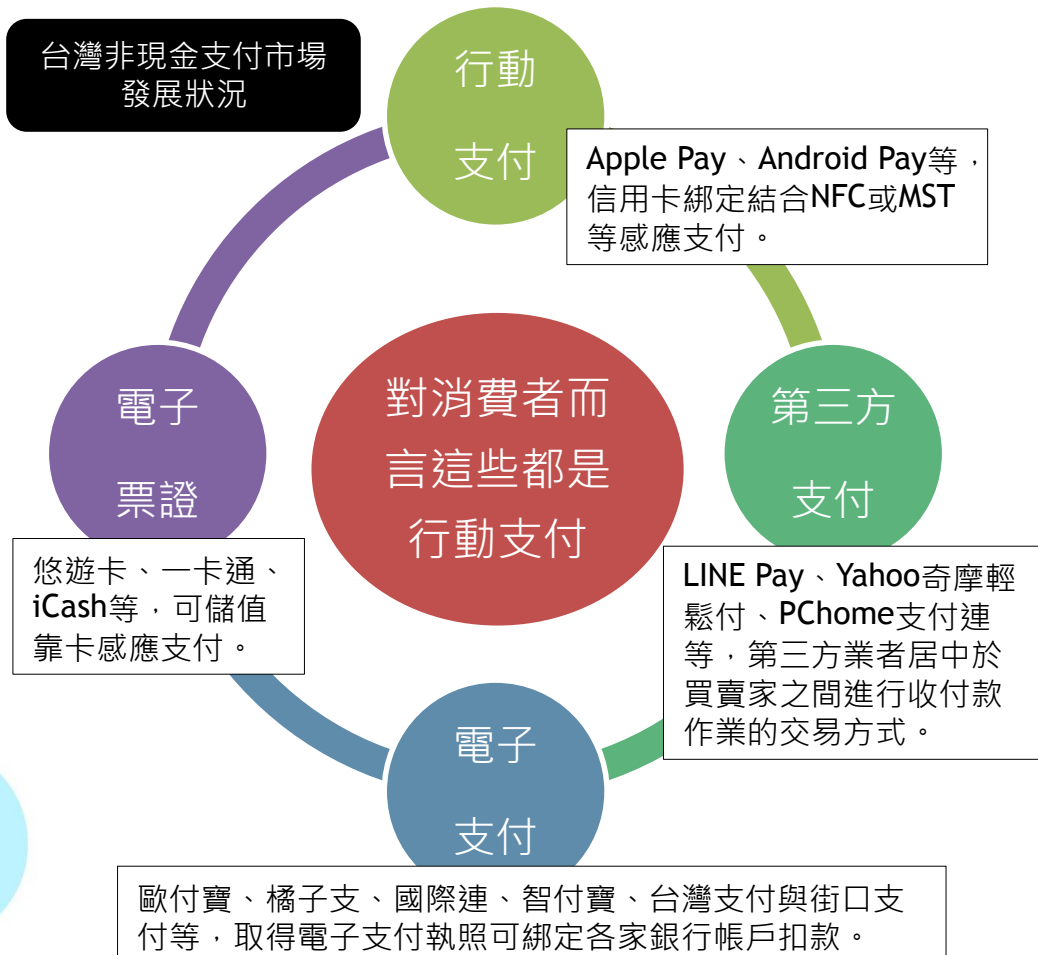 台灣非現金支付市場
發展狀況
行動
支付
Apple Pay、Android Pay等，
信用卡綁定結合NFC或MST
等感應支付。
電子
票證
對消費者而
言這些都是
行動支付
第三方
支付
悠遊卡、一卡通、
iCash等，可儲值
靠卡感應支付。
LINE Pay、Yahoo奇摩輕
鬆付、PChome支付連
等，第三方業者居中於
買賣家之間進行收付款
作業的交易方式。
電子
支付
歐付寶、橘子支、國際連、智付寶、台灣支付與街口支
付等，取得電子支付執照可綁定各家銀行帳戶扣款。